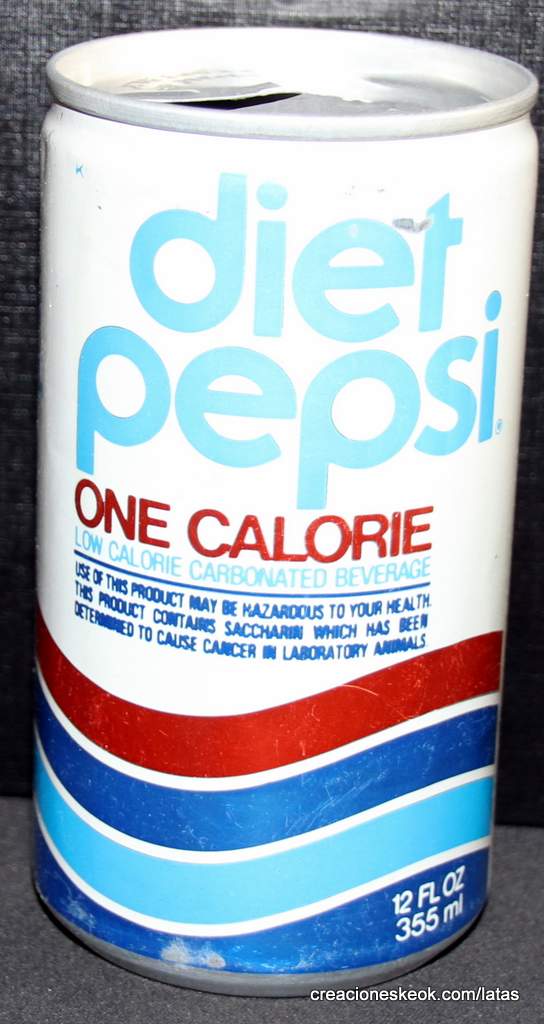 diet
pepsi®
ONE CALORIE
LOW CALORIE CARBONATED BEVERAGE
USE OF THIS PRODUCT MAY BE HAZARDOUS TO YOUR HEALTH.
THIS PRODUCT CONTAINS SACCHARIN WHICH HAS BEEN
DETERMINED TO CAUSE CANCER IN LABORATORY ANIMALS
12 FL OZ
355 ml
creacioneskeok.com/latas